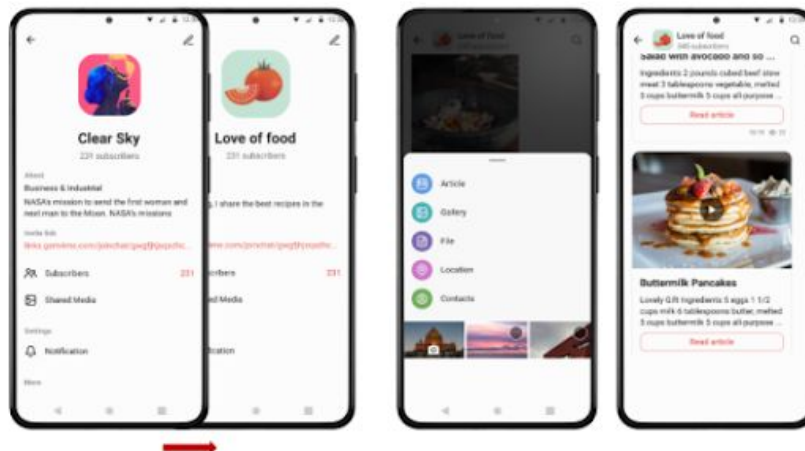 Clear Sky
231 subscribers
About
Business & Industrial
NASA's mission to send the first woman and
next man to the Moon. NASA's missions
Invite link
Subscribers 231
Shared Media
Settings
Notification
More
Love of food
231 subscribers
I share the best recipes in the
231
Love of food
Article
Gallery
File
Location
Contacts
Love of food
subscribers
Salad with avocado and so ...
Ingredients 2 pounds cubed beef stew
meat 3 tablespoons vegetable, melted
3 cups buttermilk 5 cups all-purpose ...
Read article
Buttermilk Pancakes
Lovely Gift Ingredients 5 eggs 1 1/2
cups milk 6 tablespoons butter, melted
3 cups buttermilk 5 cups all-purpose ...
Read article